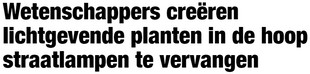 Wetenschappers creëren
lichtgevende planten in de hoop
straatlampen te vervangen